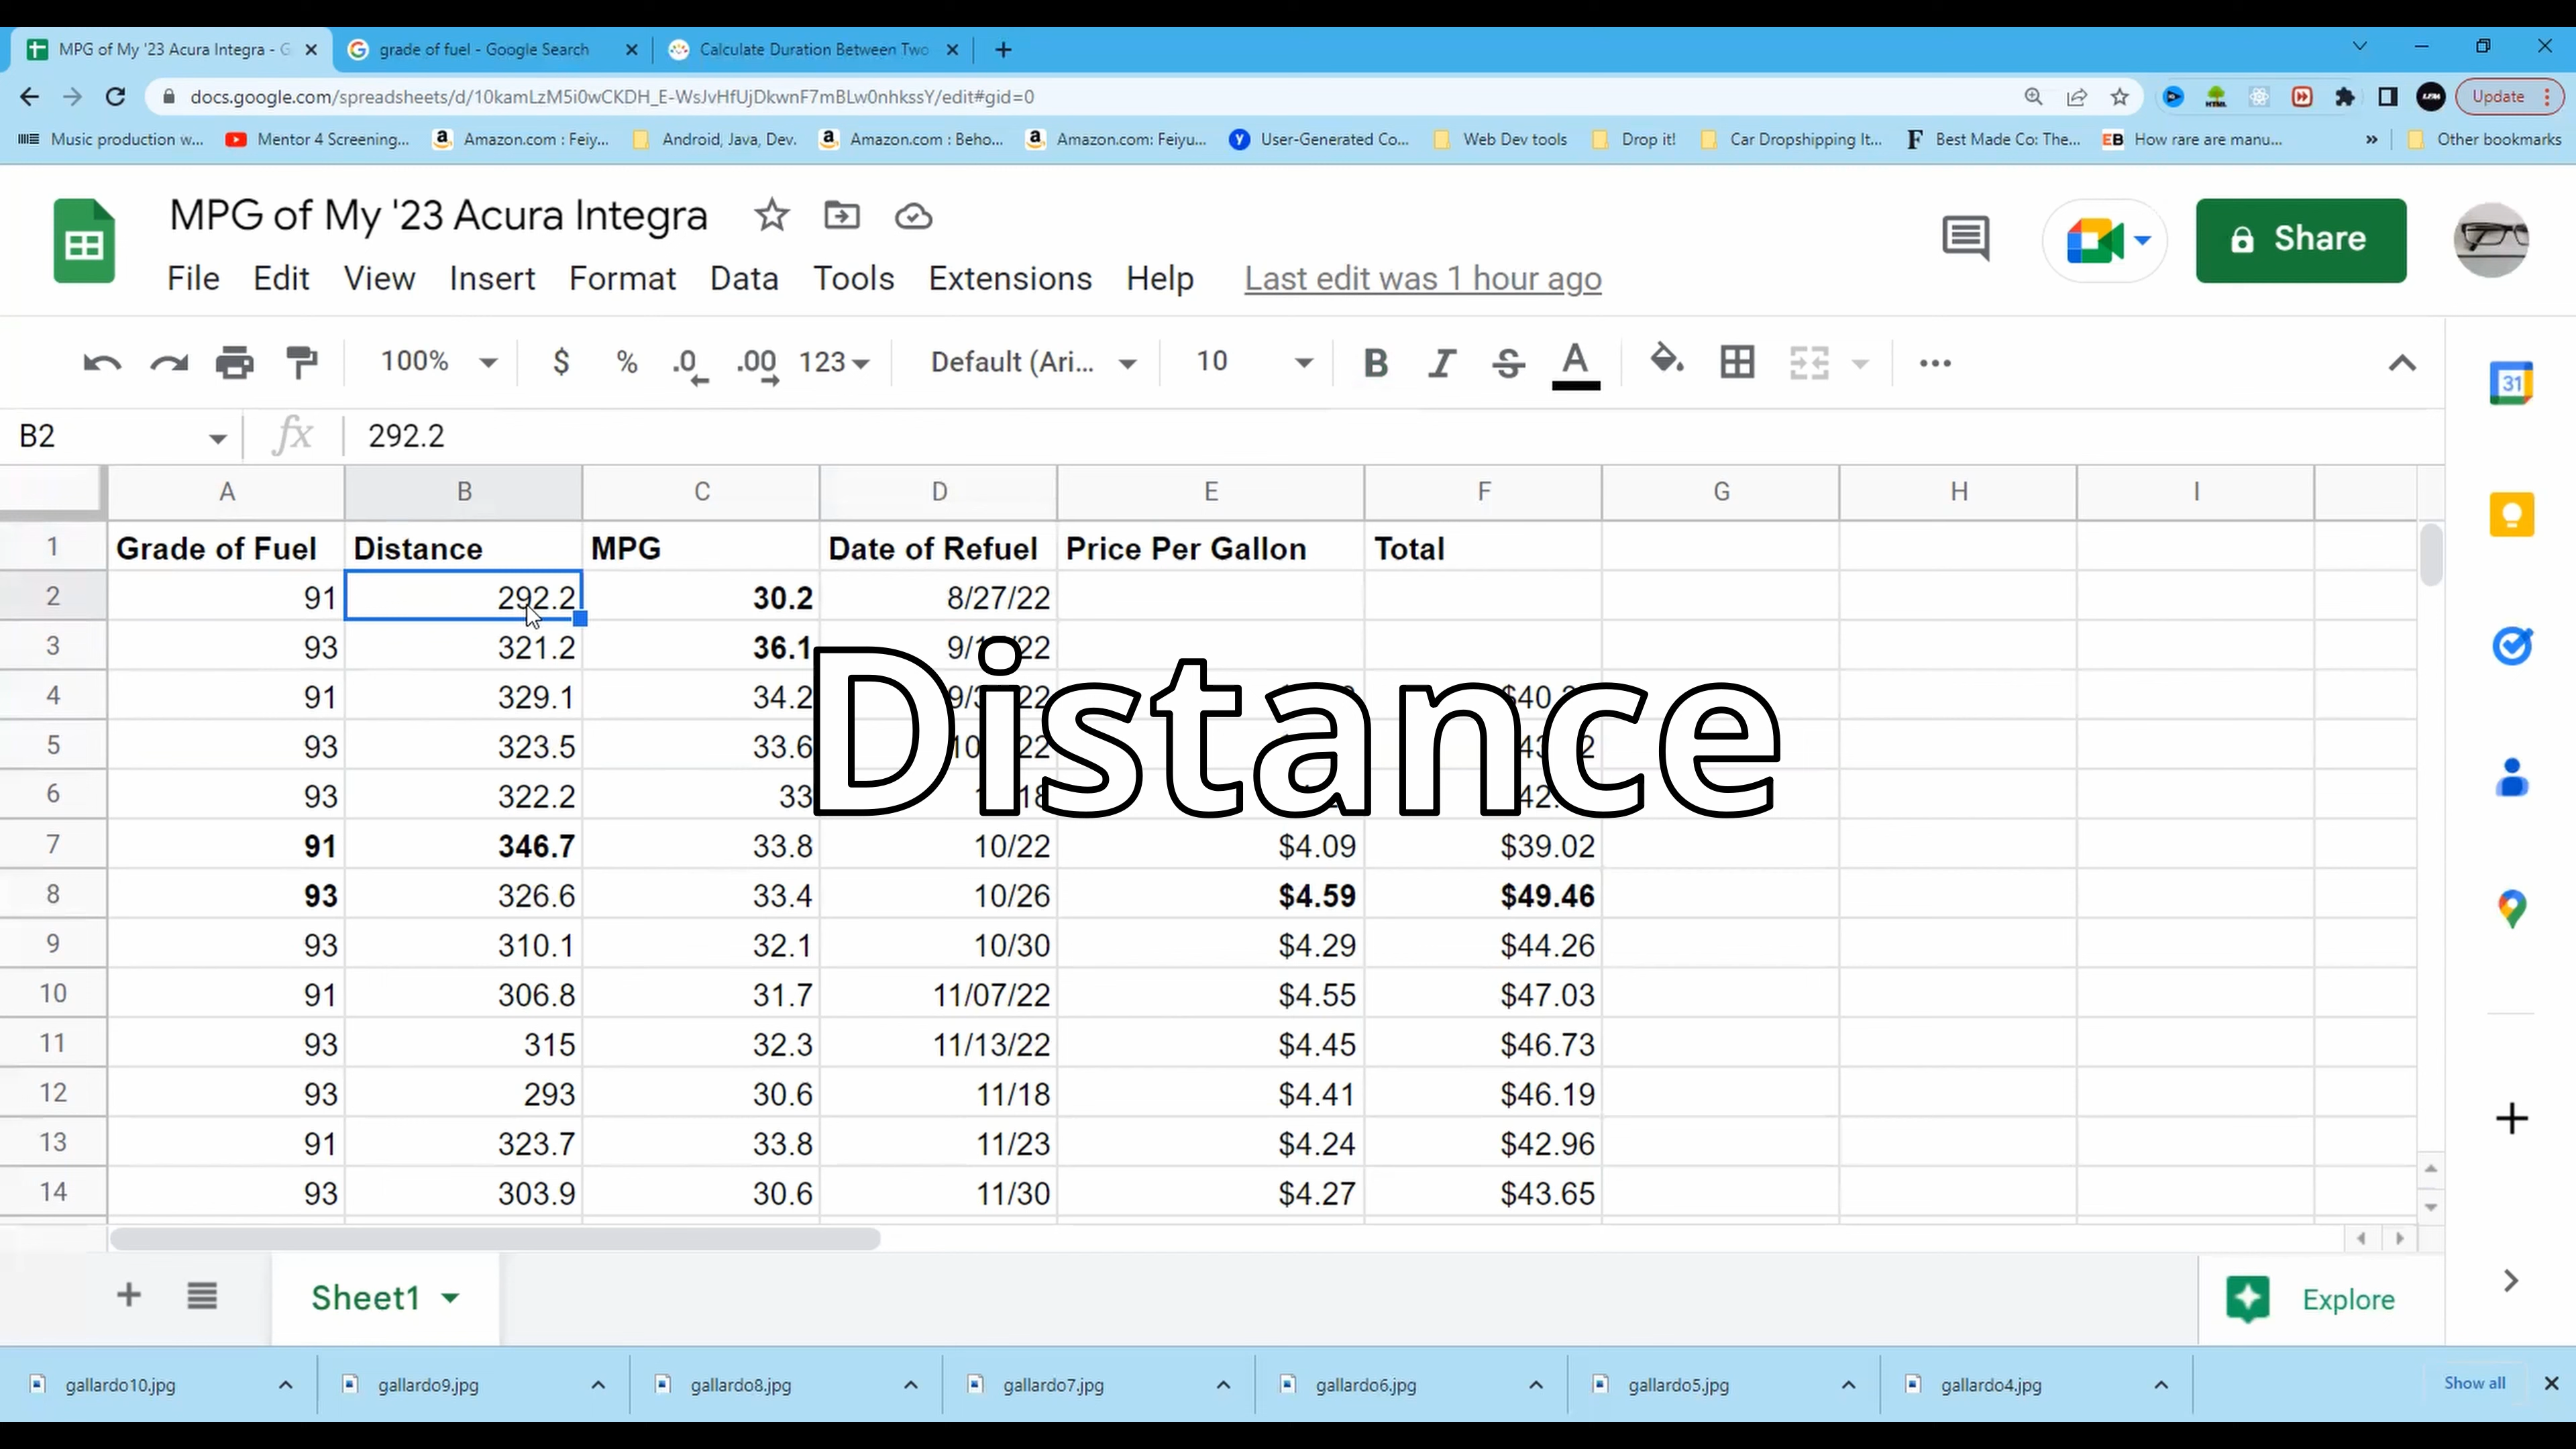 MPG of My '23 Acura Integra - G
grade of fuel - Google Search
Calculate Duration Between Two
docs.google.com/spreadsheets/d/10kamLzM5i0wCKDH_E-WsJvHfUjDkwnF7mBLw0nhkssY/edit#gid=0
Update
Music production w...
Mentor 4 Screening...
Amazon.com : Feiy...
Android, Java, Dev.
Amazon.com : Beho...
Amazon.com: Feiyu...
User-Generated Co...
Web Dev tools
Drop it!
Car Dropshipping It...
Best Made Co: The...
EB How rare are manu...
Other bookmarks
MPG of My '23 Acura Integra
Share
File Edit View Insert Format Data Tools Extensions Help Last edit was 1 hour ago
100% $ % .0 .00 123 Default (Ari... 10 B I S A
31
B2 fx 292.2
A B C D E F G H I
1 Grade of Fuel Distance MPG Date of Refuel Price Per Gallon Total
2 91 292.2 30.2 8/27/22
3 93 321.2 36.1
4 91 329.1 34.2
5 93 323.5 33.6
6 93 322.2 33
Distance
7 91 346.7 33.8 10/22 $4.09 $39.02
8 93 326.6 33.4 10/26 $4.59 $49.46
9 93 310.1 32.1 10/30 $4.29 $44.26
10 91 306.8 31.7 11/07/22 $4.55 $47.03
11 93 315 32.3 11/13/22 $4.45 $46.73
12 93 293 30.6 11/18 $4.41 $46.19
13 91 323.7 33.8 11/23 $4.24 $42.96
14 93 303.9 30.6 11/30 $4.27 $43.65
Sheet1
Explore
gallardo10.jpg
gallardo9.jpg
gallardo8.jpg
gallardo7.jpg
gallardo6.jpg
gallardo5.jpg
gallardo4.jpg
Show all